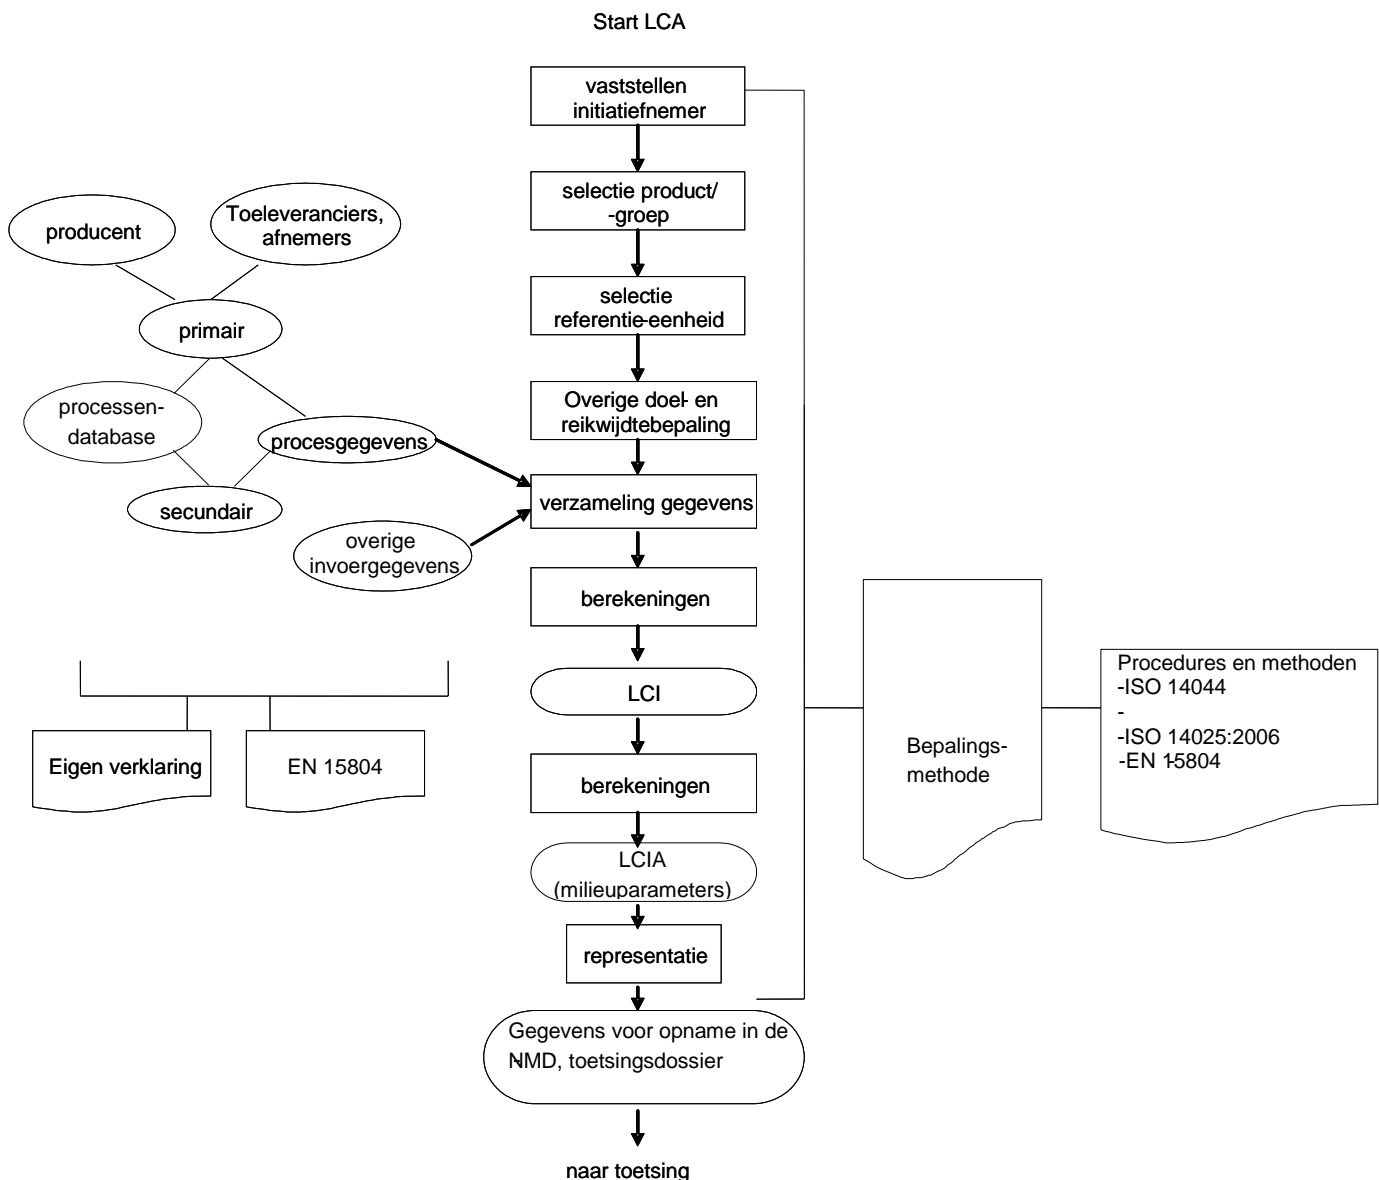 Start LCA
vaststellen
initiatiefnemer
selectie product/
-groep
selectie
referentie-eenheid
Overige doel- en
reikwijdtebepaling
verzameling gegevens
berekeningen
LCI
berekeningen
LCIA
(milieuparameters)
representatie
Gegevens voor opname in de
NMD, toetsingsdossier
naar toetsing
producent
Toeleveranciers,
afnemers
primair
processen-
database
procesgegevens
secundair
overige
invoergegevens
Eigen verklaring
EN 15804
Bepalings-
methode
Procedures en methoden
-ISO 14044
-
-ISO 14025:2006
-EN 15804